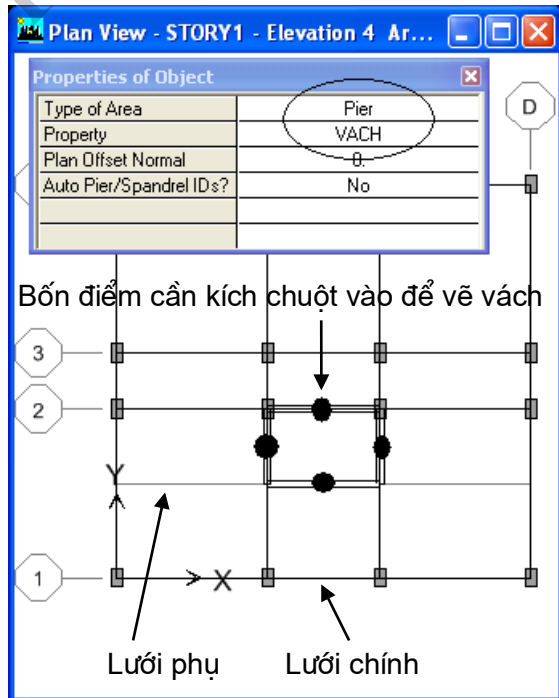 Plan View - STORY1 - Elevation 4 Ar...
Properties of Object
Type of Area Pier
Property VACH
Plan Offset Normal 0.
Auto Pier/Spandrel IDs? No
D
Bốn điểm cần kích chuột vào để vẽ vách
3
2
Y
1
X
Lưới phụ Lưới chính